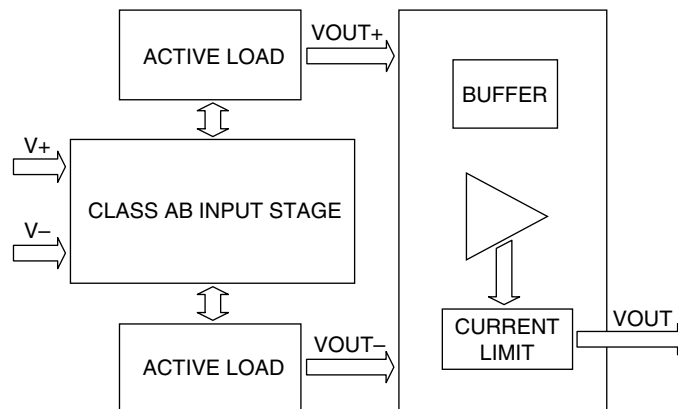 ACTIVE LOAD
VOUT+
BUFFER
V+
CLASS AB INPUT STAGE
V–
CURRENT
LIMIT
VOUT
ACTIVE LOAD
VOUT–